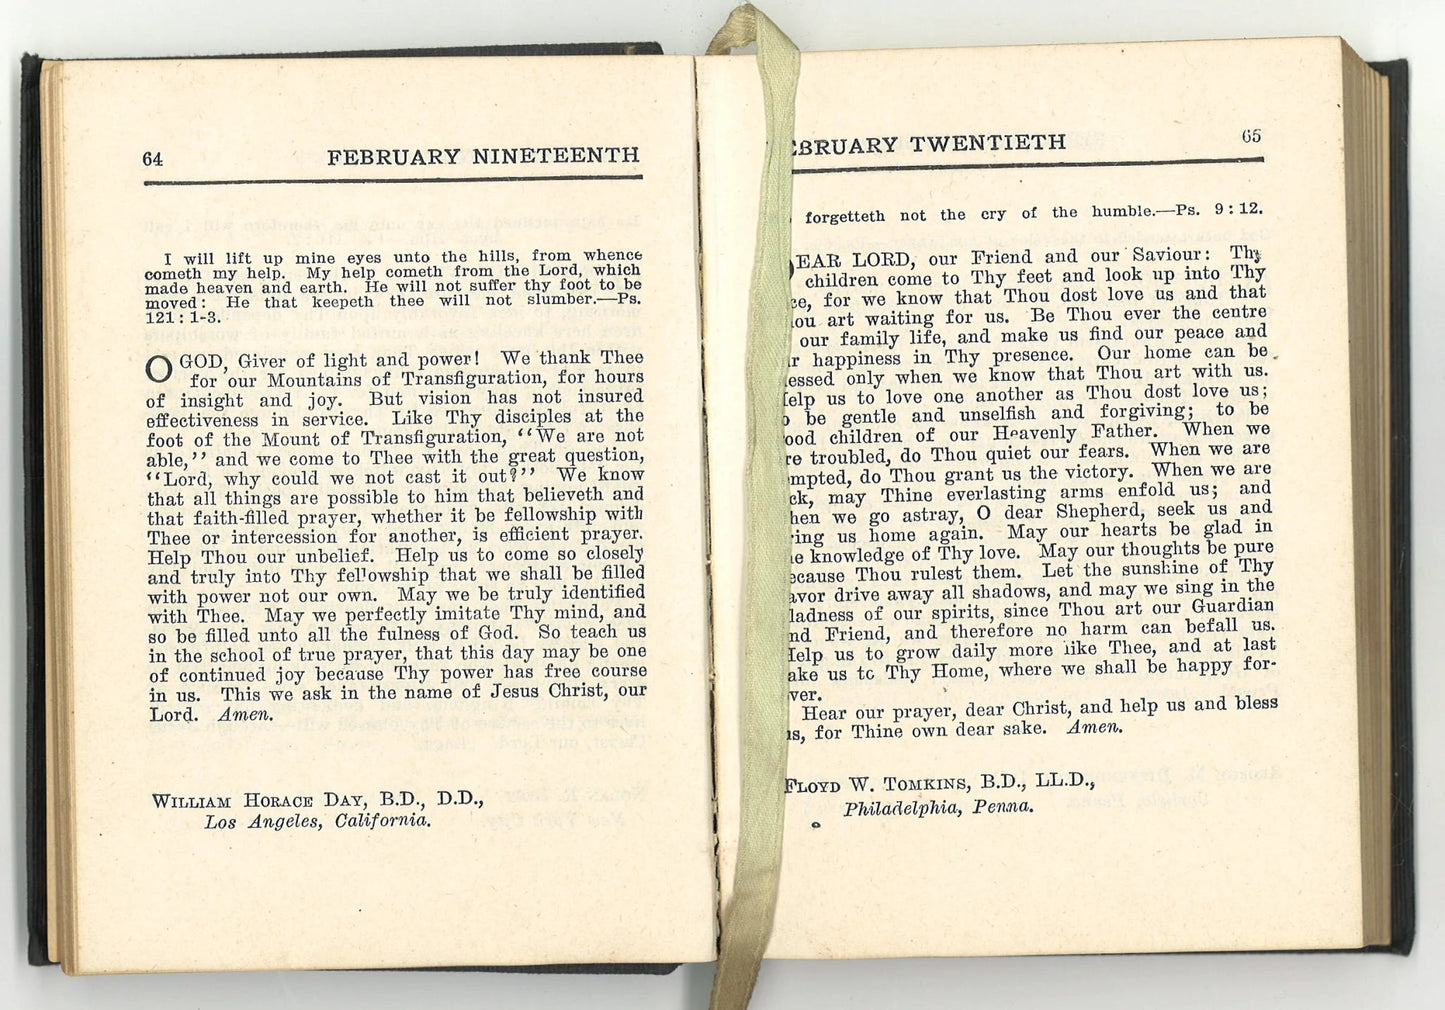 64 FEBRUARY NINETEENTH
I will lift up mine eyes unto the hills, from whence
cometh my help. My help cometh from the Lord, which
made heaven and earth. He will not suffer thy foot to be
moved: He that keepeth thee will not slumber.—Ps.
121:1-3.
O GOD, Giver of light and power! We thank Thee
for our Mountains of Transfiguration, for hours
of insight and joy. But vision has not insured
effectiveness in service. Like Thy disciples at the
foot of the Mount of Transfiguration, “We are not
able,” and we come to Thee with the great question,
“Lord, why could we not cast it out?” We know
that all things are possible to him that believeth and
that faith-filled prayer, whether it be fellowship with
Thee or intercession for another, is efficient prayer.
Help Thou our unbelief. Help us to come so closely
and truly into Thy fellowship that we shall be filled
with power not our own. May we be truly identified
with Thee. May we perfectly imitate Thy mind, and
so be filled unto all the fulness of God. So teach us
in the school of true prayer, that this day may be one
of continued joy because Thy power has free course
in us. This we ask in the name of Jesus Christ, our
Lord. Amen.
WILLIAM HORACE DAY, B.D., D.D.,
Los Angeles, California.
EBRUARY TWENTIETH 65
forgetteth not the cry of the humble.—Ps. 9:12.
DEAR LORD, our Friend and our Saviour: Thy
children come to Thy feet and look up into Thy
ce, for we know that Thou dost love us and that
ou art waiting for us. Be Thou ever the centre
our family life, and make us find our peace and
r happiness in Thy presence. Our home can be
essed only when we know that Thou art with us.
elp us to love one another as Thou dost love us;
o be gentle and unselfish and forgiving; to be
ood children of our Heavenly Father. When we
re troubled, do Thou quiet our fears. When we are
mpted, do Thou grant us the victory. When we are
ck, may Thine everlasting arms enfold us; and
hen we go astray, O dear Shepherd, seek us and
ring us home again. May our hearts be glad in
e knowledge of Thy love. May our thoughts be pure
ecause Thou rulest them. Let the sunshine of Thy
avor drive away all shadows, and may we sing in the
ladness of our spirits, since Thou art our Guardian
nd Friend, and therefore no harm can befall us.
Help us to grow daily more like Thee, and at last
ake us to Thy Home, where we shall be happy for-
ver.
Hear our prayer, dear Christ, and help us and bless
us, for Thine own dear sake. Amen.
FLOYD W. TOMKINS, B.D., LL.D.,
Philadelphia, Penna.